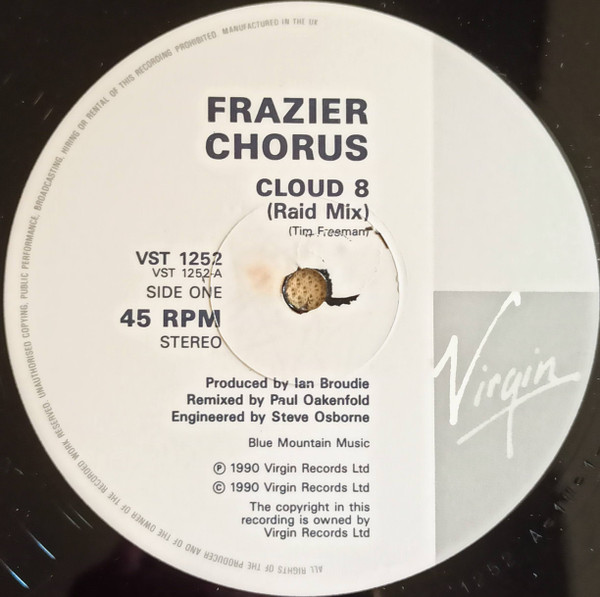 ALL RIGHTS OF THE PRODUCER AND OF THE OWNER OF THE RECORDED WORK RESERVED. UNAUTHORISED COPYING, PUBLIC PERFORMANCE, BROADCASTING, HIRING OR RENTAL OF THIS RECORDING PROHIBITED. MANUFACTURED IN THE UK
FRAZIER
CHORUS
CLOUD 8
(Raid Mix)
(Tim Freeman)
VST 1252
VST 1252-A
SIDE ONE
45 RPM
STEREO
Virgin
Produced by Ian Broudie
Remixed by Paul Oakenfold
Engineered by Steve Osborne
Blue Mountain Music
Ⓟ 1990 Virgin Records Ltd
© 1990 Virgin Records Ltd
The copyright in this
recording is owned by
Virgin Records Ltd